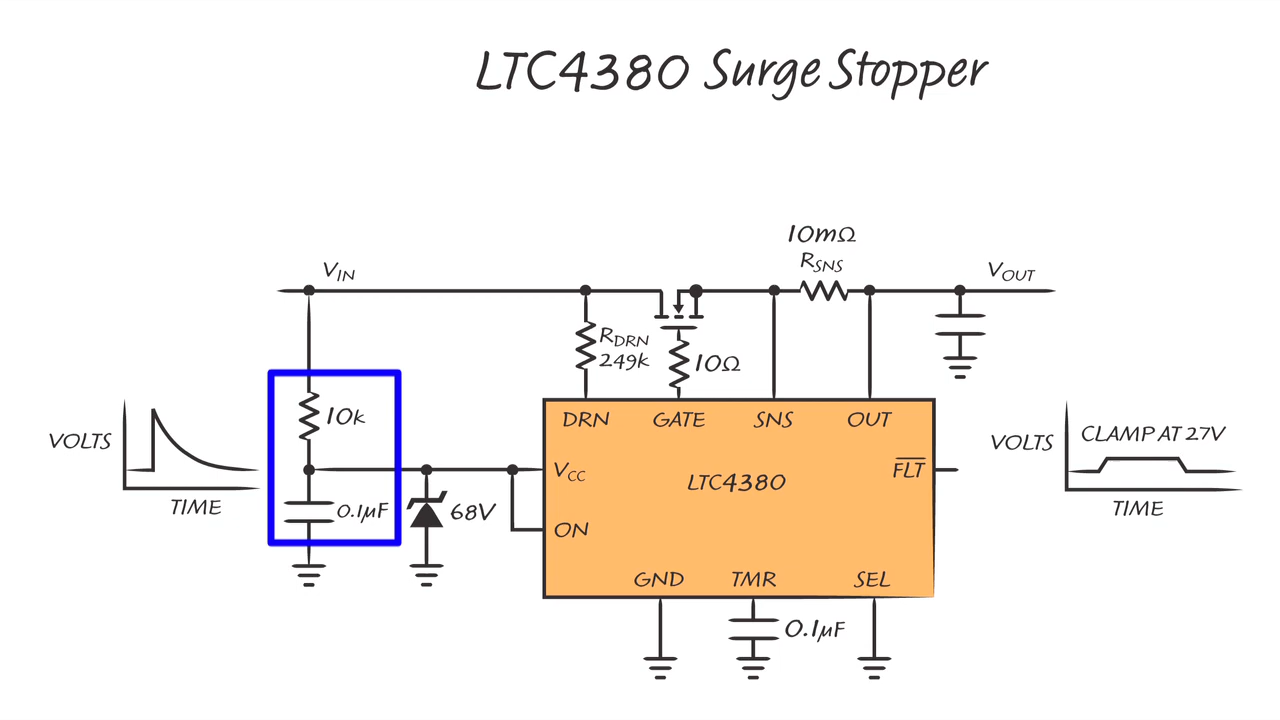 LTC4380 Surge Stopper
10mΩ
RSNS
VIN
VOUT
RDRN
249k
10Ω
10k
DRN
GATE
SNS
OUT
VOLTS
TIME
VCC
LTC4380
FLT
VOLTS
CLAMP AT 27V
TIME
0.1µF
68V
ON
GND
TMR
SEL
0.1µF